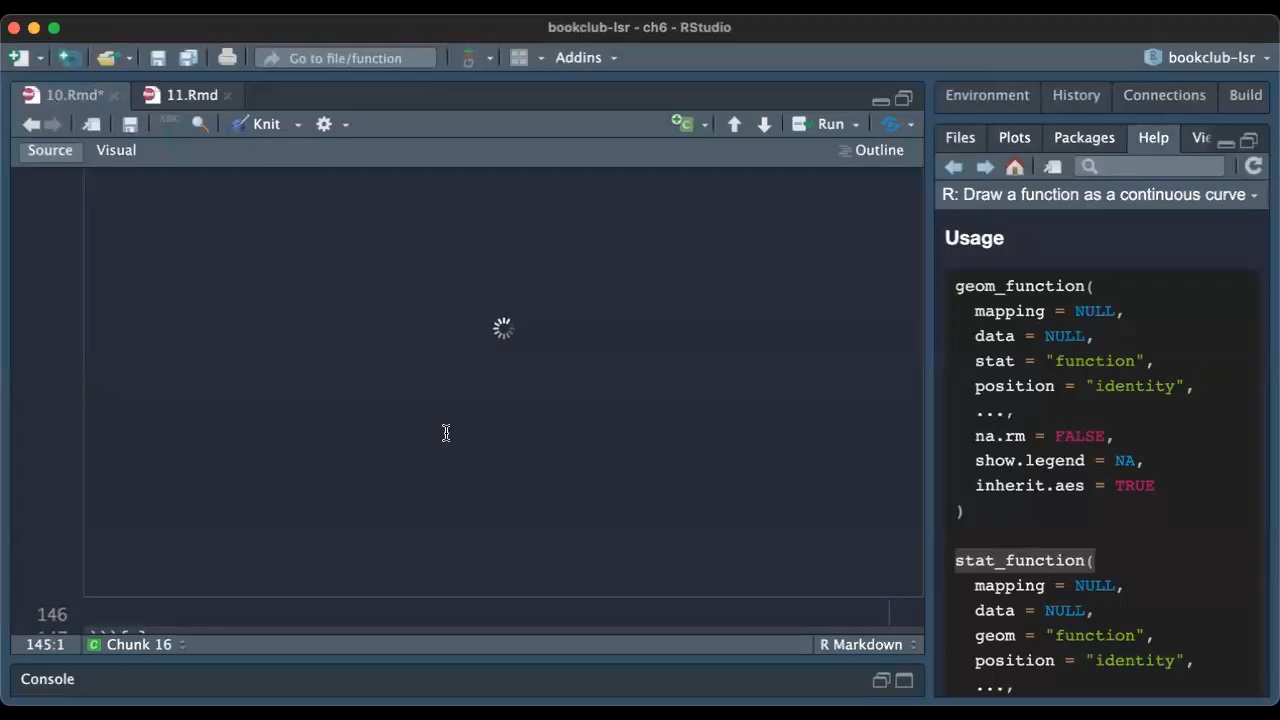 bookclub-lsr - ch6 - RStudio
Go to file/function
Addins
bookclub-lsr
10.Rmd*
11.Rmd
Environment
History
Connections
Build
Knit
Run
Files
Plots
Packages
Help
Source
Visual
Outline
R: Draw a function as a continuous curve
Usage
geom_function(
mapping = NULL,
data = NULL,
stat = "function",
position = "identity",
...,
na.rm = FALSE,
show.legend = NA,
inherit.aes = TRUE
)
stat_function(
mapping = NULL,
data = NULL,
geom = "function",
position = "identity",
...,
146
145:1
C Chunk 16
R Markdown
Console